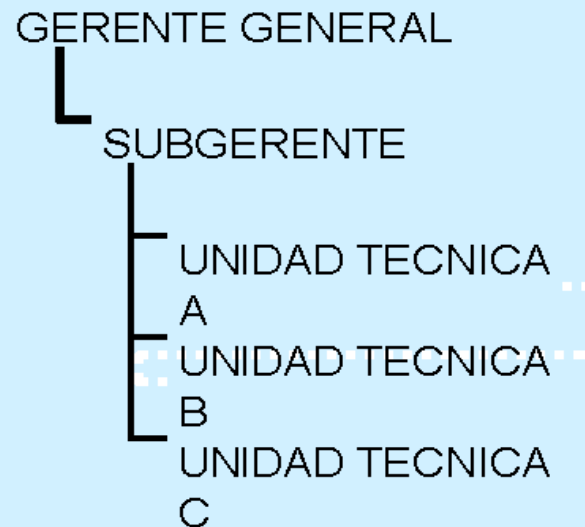 GERENTE GENERAL
SUBGERENTE
UNIDAD TECNICA
A
UNIDAD TECNICA
B
UNIDAD TECNICA
C